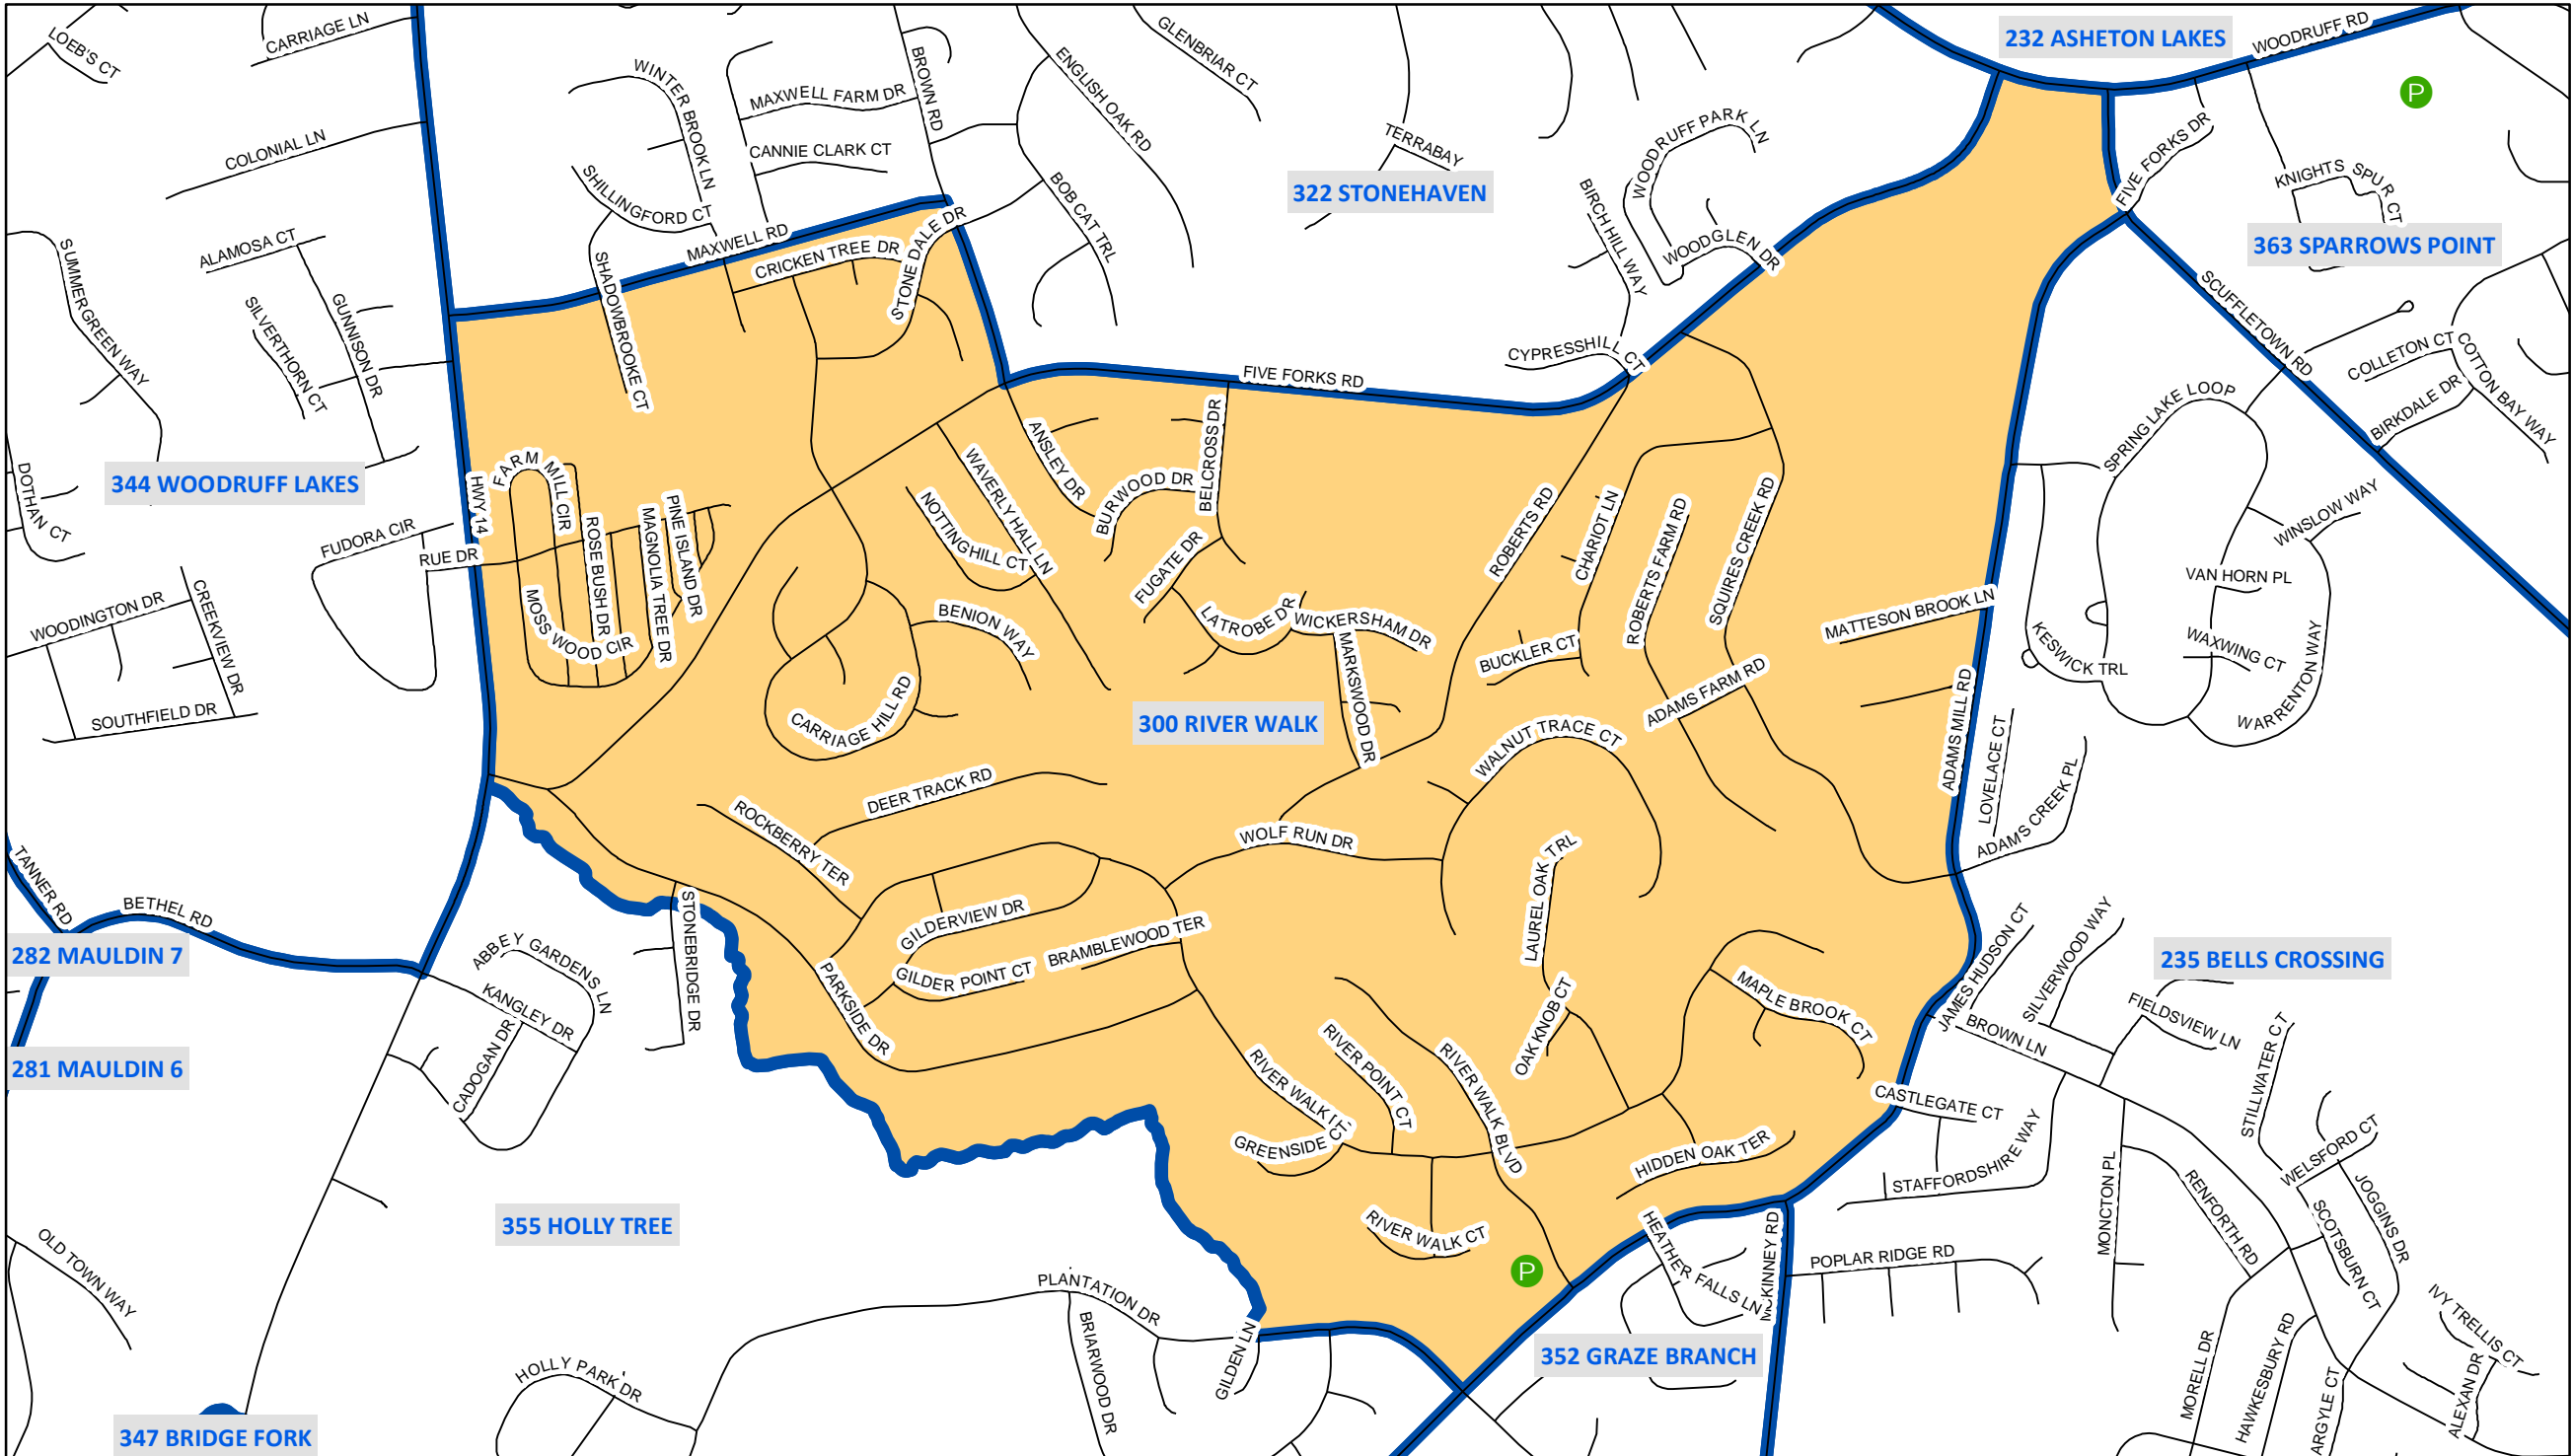 LOEB'S CT
CARRIAGE LN
COLONIAL LN
WINTER BROOK LN
MAXWELL FARM DR
BROWN RD
CANNIE CLARK CT
ENGLISH OAK RD
GLENBRIAR CT
TERRABAY
322 STONEHAVEN
BOB CAT TRL
WOODRUFF PARK LN
BIRCH HILL WAY
WOODGLEN DR
232 ASHETON LAKES
WOODRUFF RD
P
FIVE FORKS DR
KNIGHTS SPUR CT
363 SPARROWS POINT
SCUFFLETOWN RD
COLLETON CT
COTTON BAY WAY
BIRKDALE DR
SHILLINGFORD CT
MAXWELL RD
CRICKEN TREE DR
STONE DALE DR
SHADOWBROOKE CT
SUMMERGREEN WAY
ALAMOSA CT
SILVERTHORN CT
GUNNISON DR
CYPRESSHILL CT
FIVE FORKS RD
344 WOODRUFF LAKES
DOTHAN CT
HWY 14
FARM MILL CIR
ROSE BUSH DR
MAGNOLIA TREE DR
PINE ISLAND DR
MOSS WOOD CIR
FUDORA CIR
RUE DR
WOODINGTON DR
CREEKVIEW DR
SOUTHFIELD DR
ANSLEY DR
BURWOOD DR
BELCROSS DR
WAVERLY HALL LN
NOTTINGHILL CT
FUGATE DR
LATROBE DR
WICKERSHAM DR
MARKSWOOD DR
BENION WAY
CARRIAGE HILL RD
300 RIVER WALK
ROBERTS RD
CHARIOT LN
ROBERTS FARM RD
SQUIRES CREEK RD
BUCKLER CT
ADAMS FARM RD
WALNUT TRACE CT
MATTESON BROOK LN
ADAMS MILL RD
SPRING LAKE LOOP
WINSLOW WAY
VAN HORN PL
WAXWING CT
KESWICK TRL
WARRENTON WAY
LOVELACE CT
ADAMS CREEK PL
DEER TRACK RD
ROCKBERRY TER
WOLF RUN DR
LAUREL OAK TRL
TANNER RD
BETHEL RD
282 MAULDIN 7
281 MAULDIN 6
ABBEY GARDENS LN
KANGLEY DR
CADOGAN DR
STONEBRIDGE DR
GILDERVIEW DR
GILDER POINT CT
BRAMBLEWOOD TER
PARKSIDE DR
OAK KNOB CT
MAPLE BROOK CT
JAMES HUDSON CT
SILVERWOOD WAY
235 BELLS CROSSING
FIELDSVIEW LN
BROWN LN
STILLWATER CT
CASTLEGATE CT
STAFFORDSHIRE WAY
WELSFORD CT
JOGGINS DR
SCOTSBURN CT
RENFORTH RD
MONCTON PL
RIVER WALK
GREENSIDE CT
RIVER POINT CT
RIVER WALK BLVD
HIDDEN OAK TER
RIVER WALK CT
P
HEATHER FALLS LN
MCKINNEY RD
POPLAR RIDGE RD
355 HOLLY TREE
OLD TOWN WAY
PLANTATION DR
BRIARWOOD DR
GILDEN LN
HOLLY PARK DR
347 BRIDGE FORK
352 GRAZE BRANCH
MORELL DR
HAWKESBURY RD
ARGYLE CT
IVY TRELLIS CT
ALEXAN DR